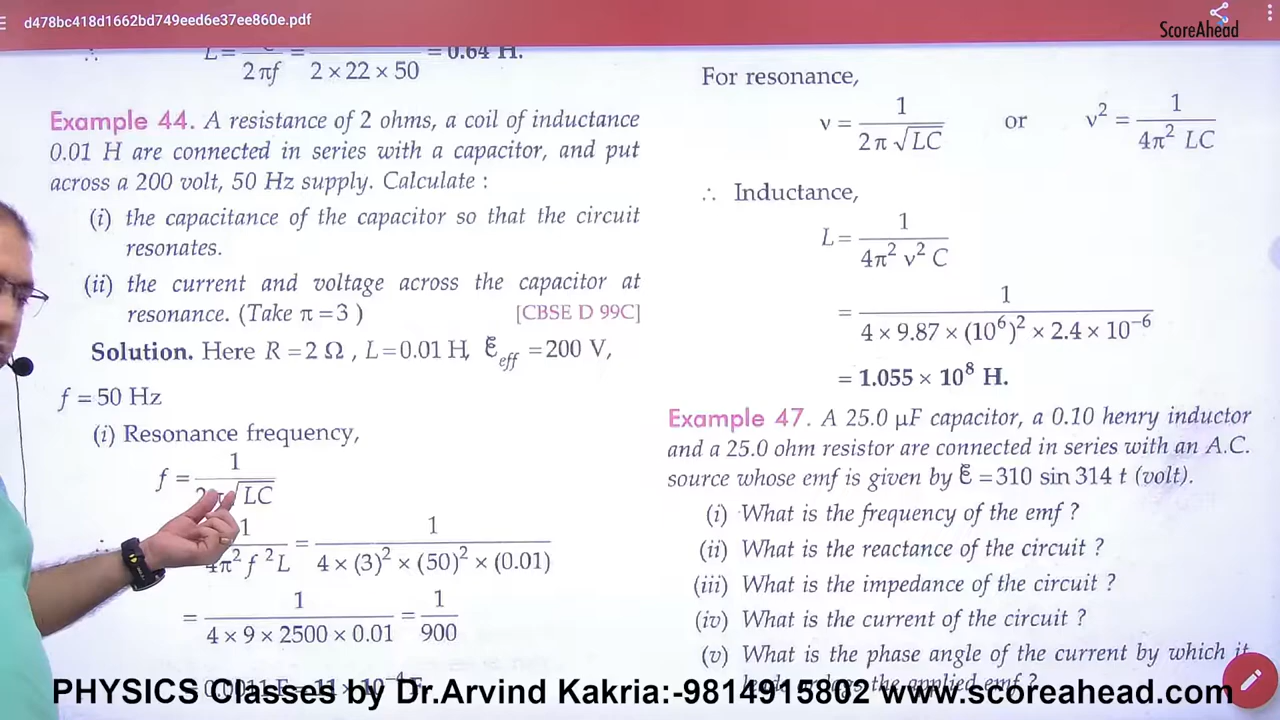 d478bc418d1662bd749eed6e37ee860e.pdf
ScoreAhead
∴ L = / 2 πf = / 2 × 22 × 50 = 0.64 H.
Example 44. A resistance of 2 ohms, a coil of inductance
0.01 H are connected in series with a capacitor, and put
across a 200 volt, 50 Hz supply. Calculate :
(i) the capacitance of the capacitor so that the circuit
resonates.
(ii) the current and voltage across the capacitor at
resonance. (Take π = 3 ) [CBSE D 99C]
Solution. Here R = 2 Ω , L = 0.01 H, ℰeff = 200 V,
f = 50 Hz
(i) Resonance frequency,
f = 1 / 2π √LC
∴ 1 / 4π² f ² L = 1 / 4 × (3)² × (50)² × (0.01)
= 1 / 4 × 9 × 2500 × 0.01 = 1 / 900
For resonance,
ν = 1 / 2π √LC or ν² = 1 / 4π² LC
∴ Inductance,
L = 1 / 4π² ν² C
= 1 / 4 × 9.87 × (10⁶)² × 2.4 × 10⁻⁶
= 1.055 × 10⁸ H.
Example 47. A 25.0 μF capacitor, a 0.10 henry inductor
and a 25.0 ohm resistor are connected in series with an A.C.
source whose emf is given by ℰ = 310 sin 314 t (volt).
(i) What is the frequency of the emf ?
(ii) What is the reactance of the circuit ?
(iii) What is the impedance of the circuit ?
(iv) What is the current of the circuit ?
(v) What is the phase angle of the current by which it
PHYSICS Classes by Dr.Arvind Kakria:-9814915802 www.scoreahead.com